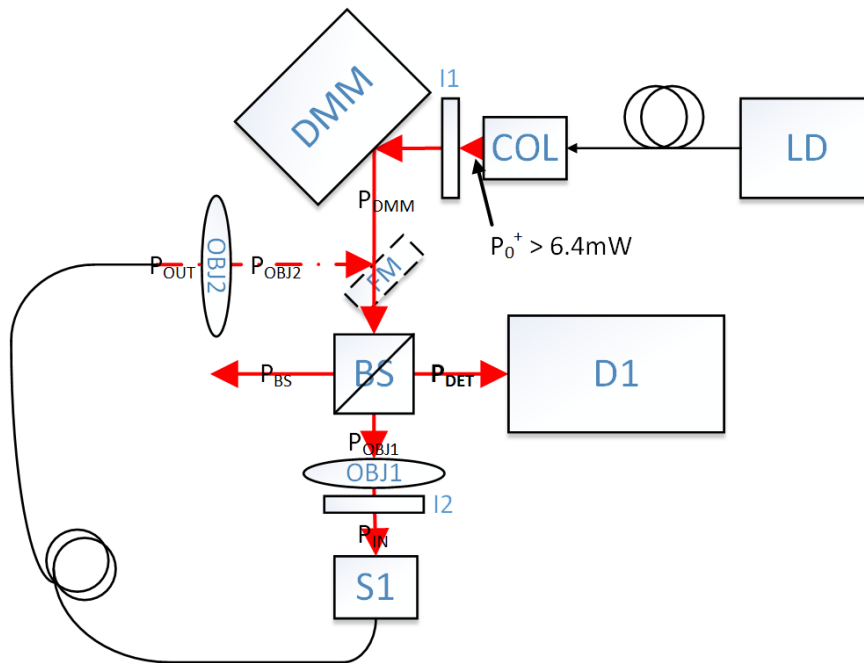 DMM
I1
COL
LD
P₀⁺ > 6.4mW
P_DMM
P_OUT
OBJ2
P_OBJ2
FM
P_BS
BS
P_DET
D1
P_OBJ1
OBJ1
I2
P_IN
S1